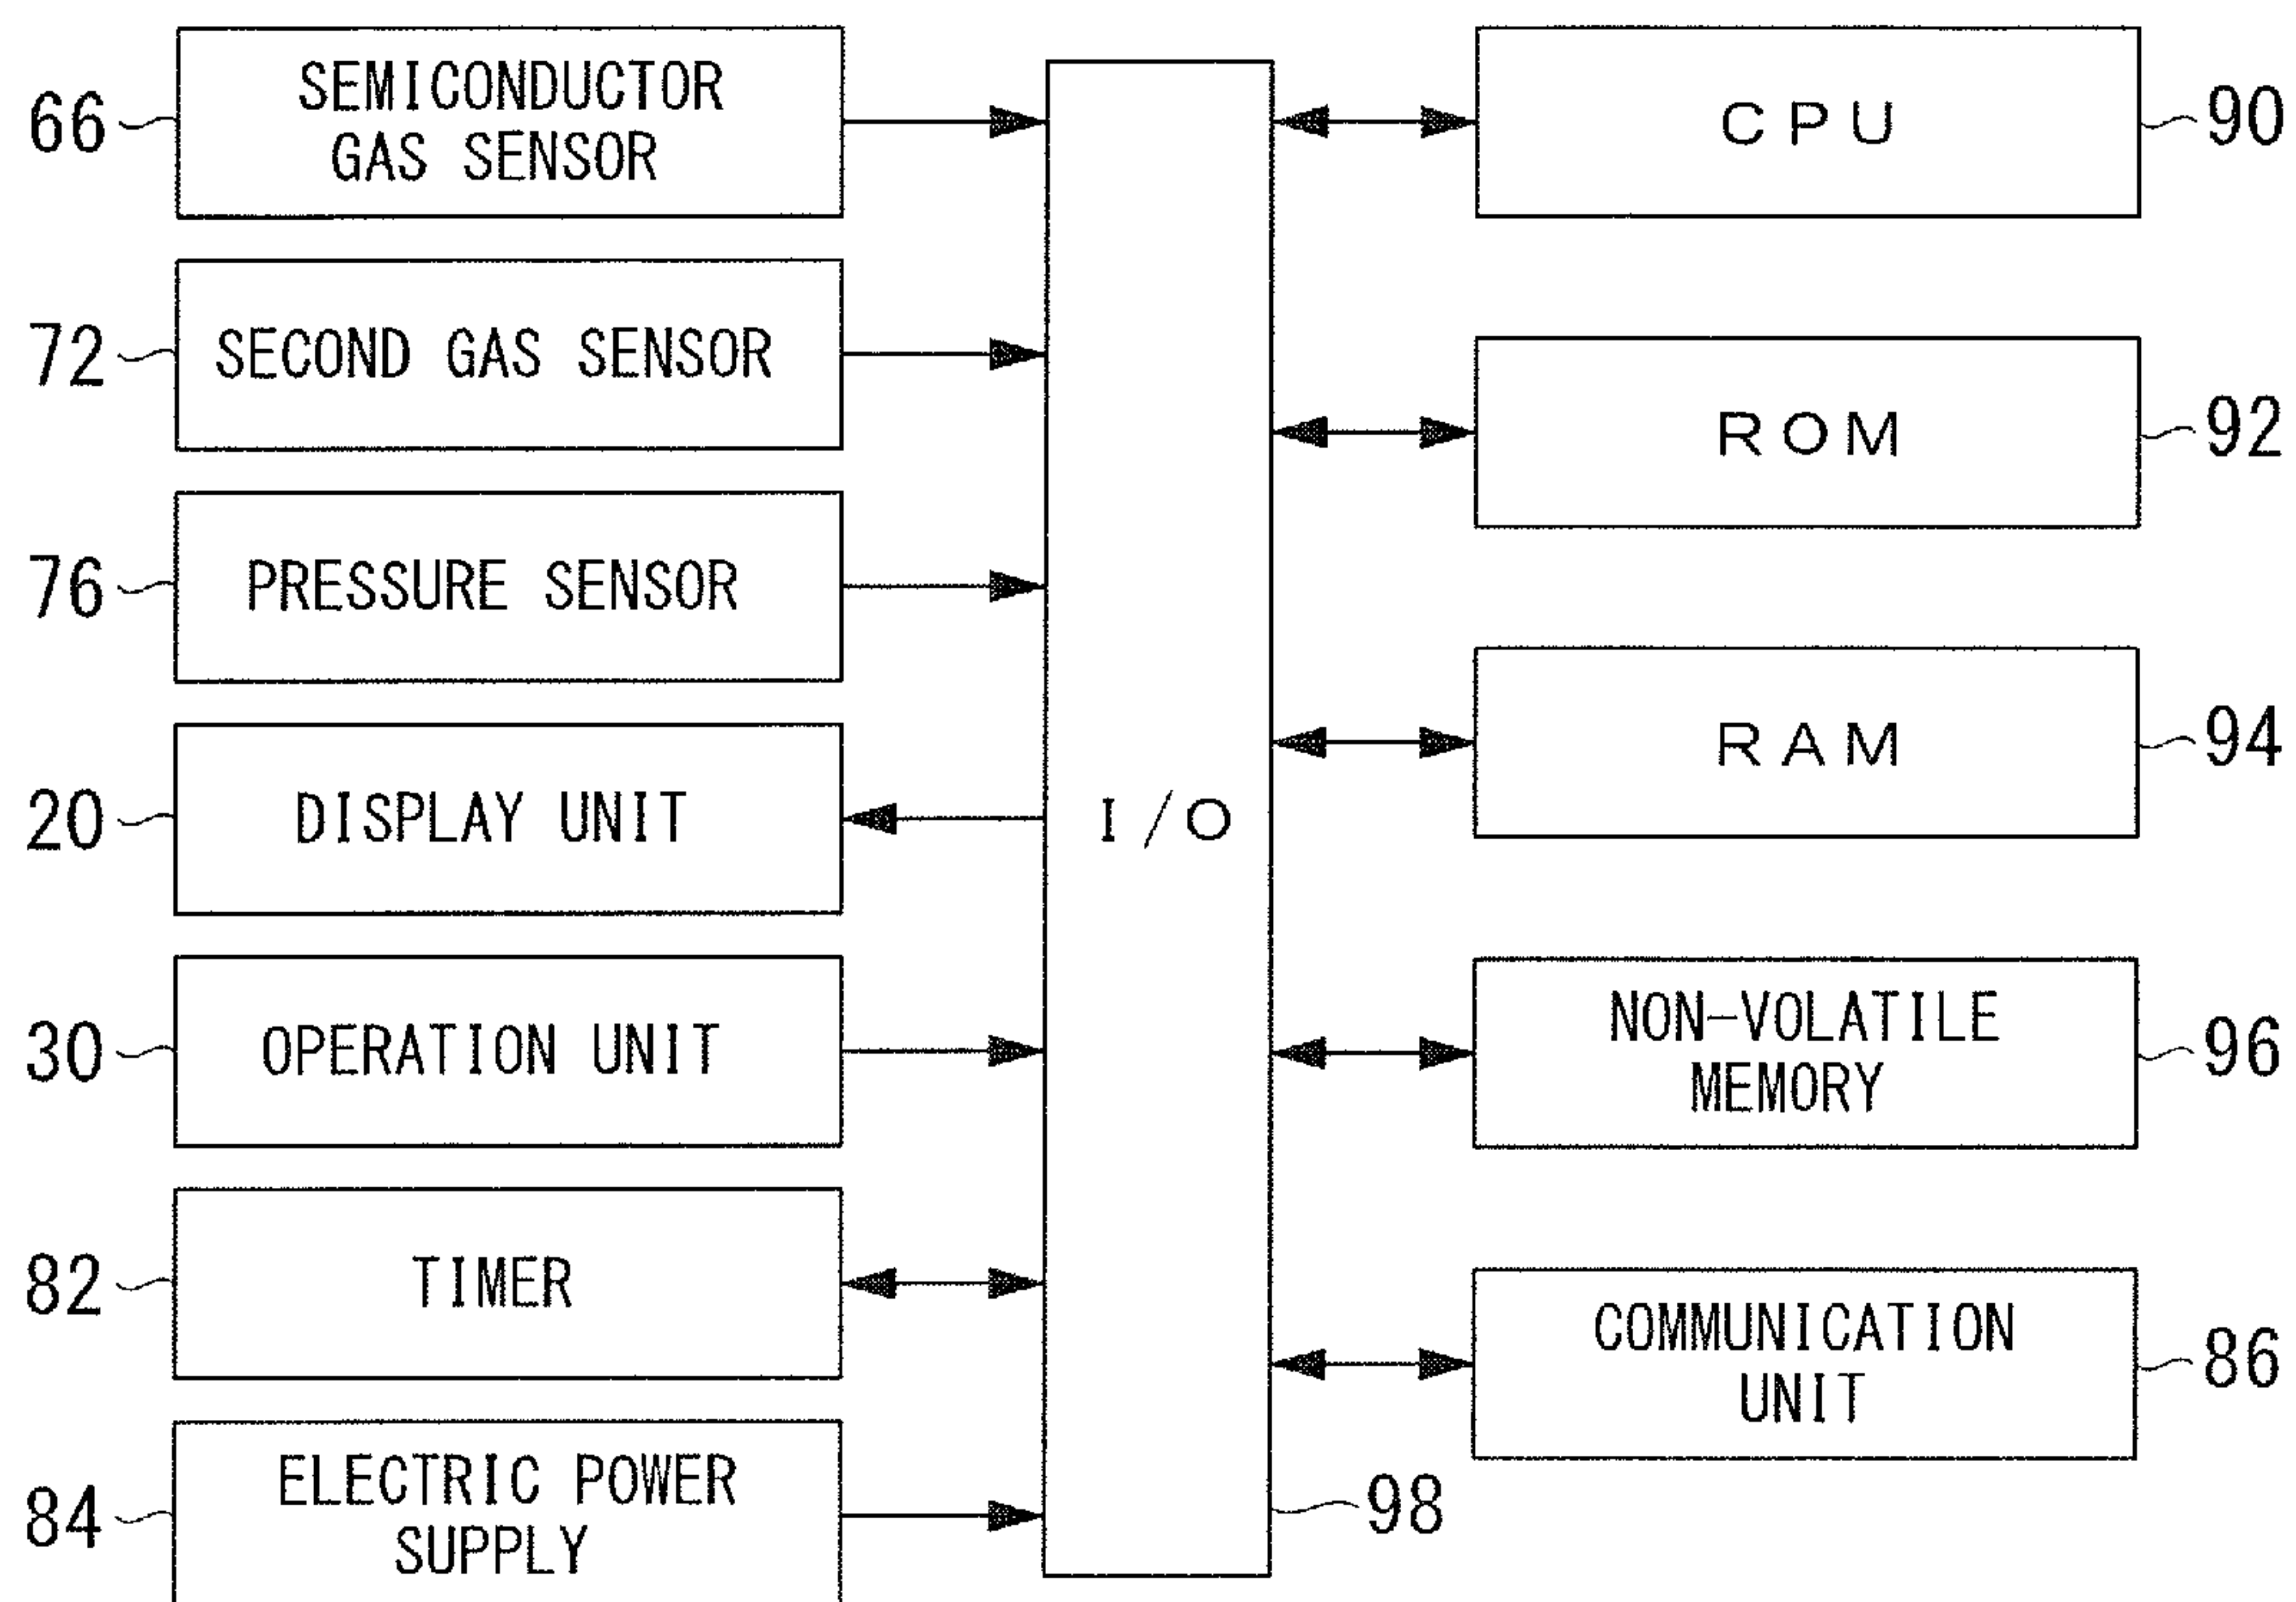 66
SEMICONDUCTOR
GAS SENSOR
72
SECOND GAS SENSOR
76
PRESSURE SENSOR
20
DISPLAY UNIT
30
OPERATION UNIT
82
TIMER
84
ELECTRIC POWER
SUPPLY
I/O
98
CPU
90
ROM
92
RAM
94
NON-VOLATILE
MEMORY
96
COMMUNICATION
UNIT
86